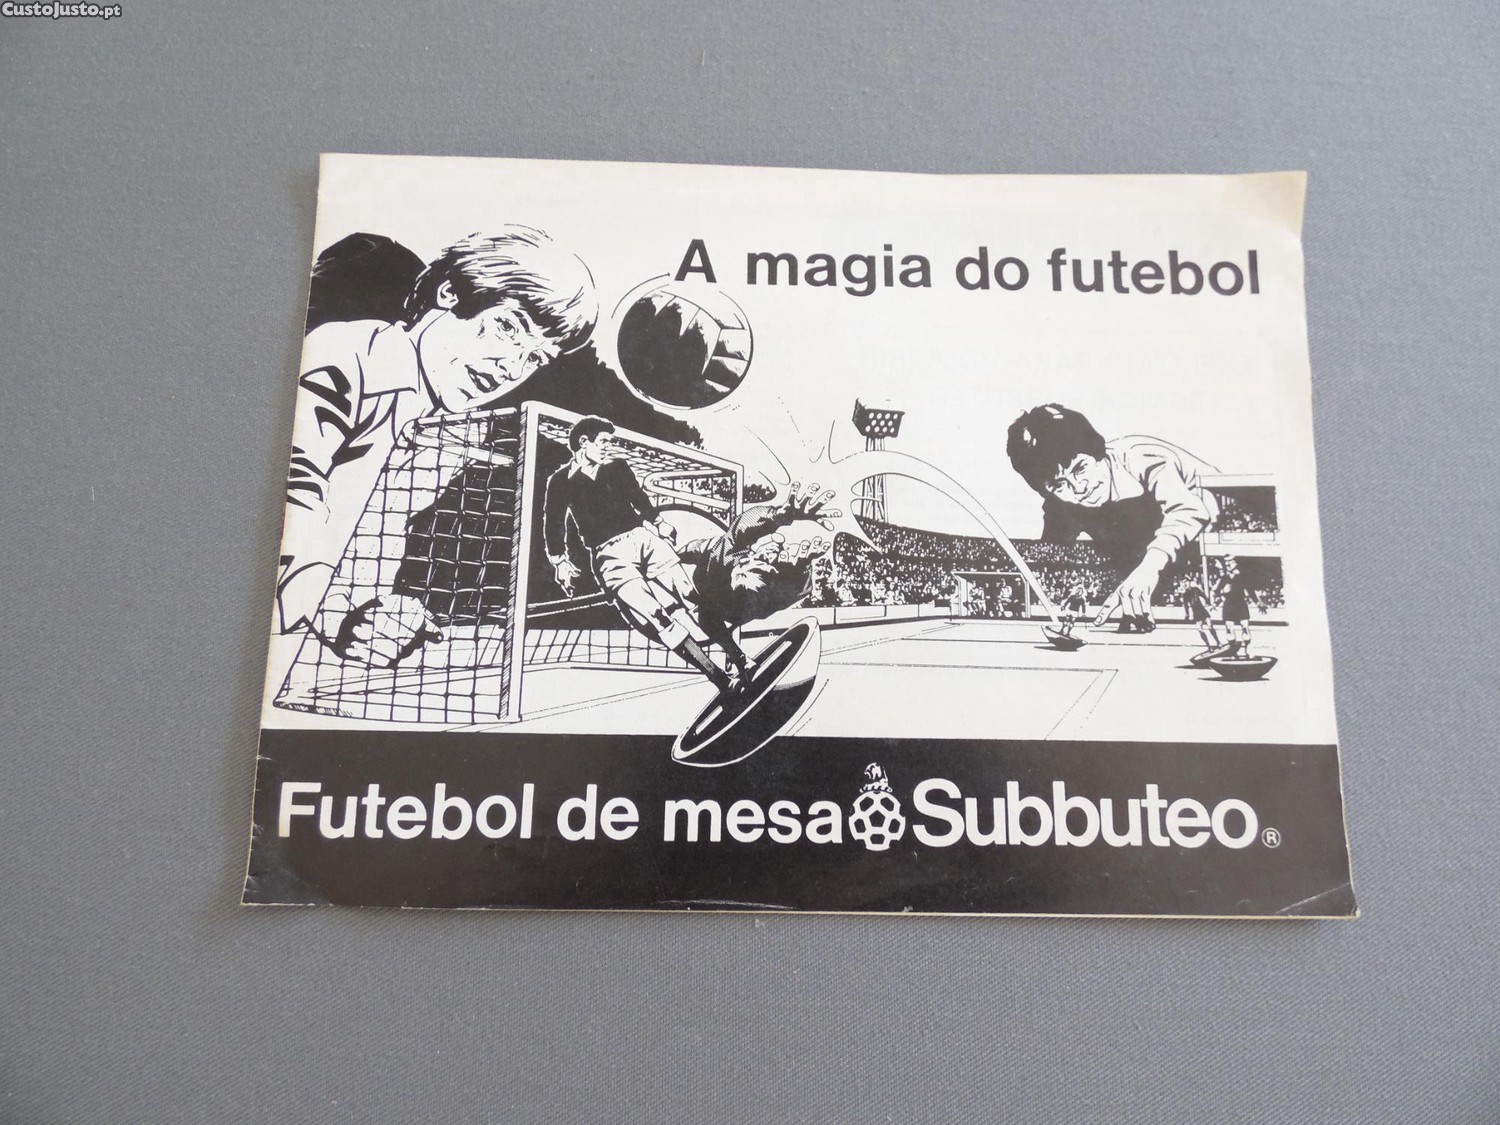 CustoJusto.pt
A magia do futebol
Futebol de mesa Subbuteo ®